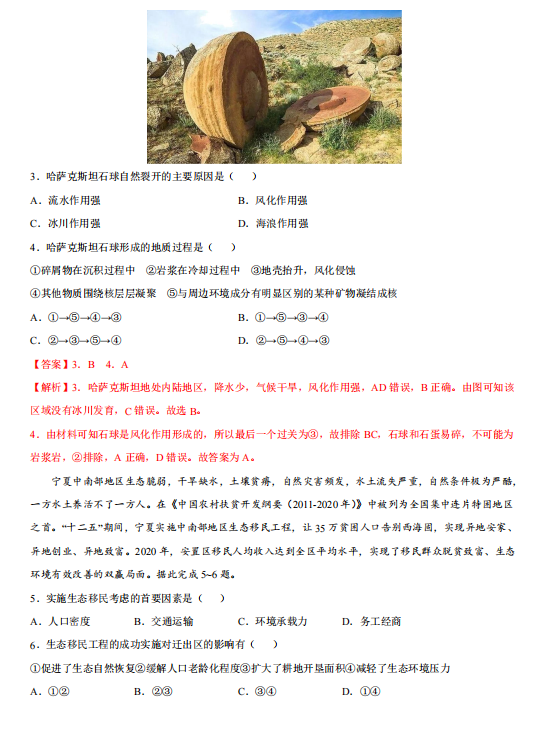 3．哈萨克斯坦石球自然裂开的主要原因是（　　）
A．流水作用强　B．风化作用强
C．冰川作用强　D．海浪作用强
4．哈萨克斯坦石球形成的地质过程是（　　）
①碎屑物在沉积过程中　②岩浆在冷却过程中　③地壳抬升，风化侵蚀
④其他物质围绕核层层凝聚　⑤与周边环境成分有明显区别的某种矿物凝结成核
A．①→⑤→④→③　B．①→⑤→③→④
C．②→③→⑤→④　D．②→⑤→④→③
【答案】3．B　4．A
【解析】3．哈萨克斯坦地处内陆地区，降水少，气候干旱，风化作用强，AD 错误，B 正确。由图可知该
区域没有冰川发育，C 错误。故选 B。
4．由材料可知石球是风化作用形成的，所以最后一个过关为③，故排除 BC，石球和石蛋易碎，不可能为
岩浆岩，②排除，A 正确，D 错误。故答案为 A。
宁夏中南部地区生态脆弱，干旱缺水，土壤贫瘠，自然灾害频发，水土流失严重，自然条件极为严酷，
一方水土养活不了一方人。在《中国农村扶贫开发纲要（2011-2020 年）》中被列为全国集中连片特困地区
之首。“十二五”期间，宁夏实施中南部地区生态移民工程，让 35 万贫困人口告别西海固，实现异地安家、
异地创业、异地致富。2020 年，安置区移民人均收入达到全区平均水平，实现了移民群众脱贫致富、生态
环境有效改善的双赢局面。据此完成 5~6 题。
5．实施生态移民考虑的首要因素是（　　）
A．人口密度　B．交通运输　C．环境承载力　D．务工经商
6．生态移民工程的成功实施对迁出区的影响有（　　）
①促进了生态自然恢复②缓解人口老龄化程度③扩大了耕地开垦面积④减轻了生态环境压力
A．①②　B．②③　C．③④　D．①④